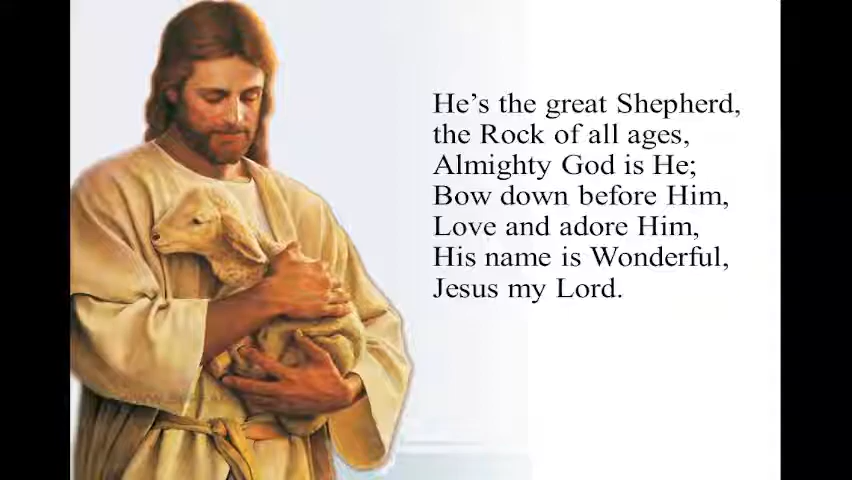 He’s the great Shepherd,
the Rock of all ages,
Almighty God is He;
Bow down before Him,
Love and adore Him,
His name is Wonderful,
Jesus my Lord.